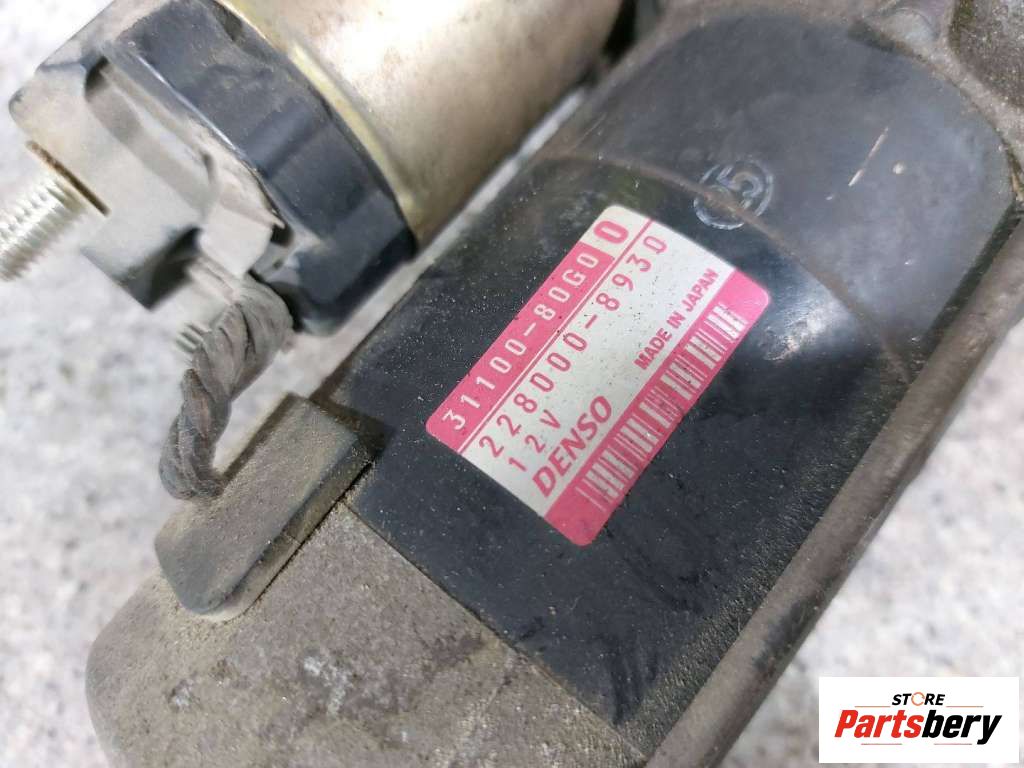 31100-80G0 0
228000-8930
12V
DENSO MADE IN JAPAN
5
STORE
Partsbery